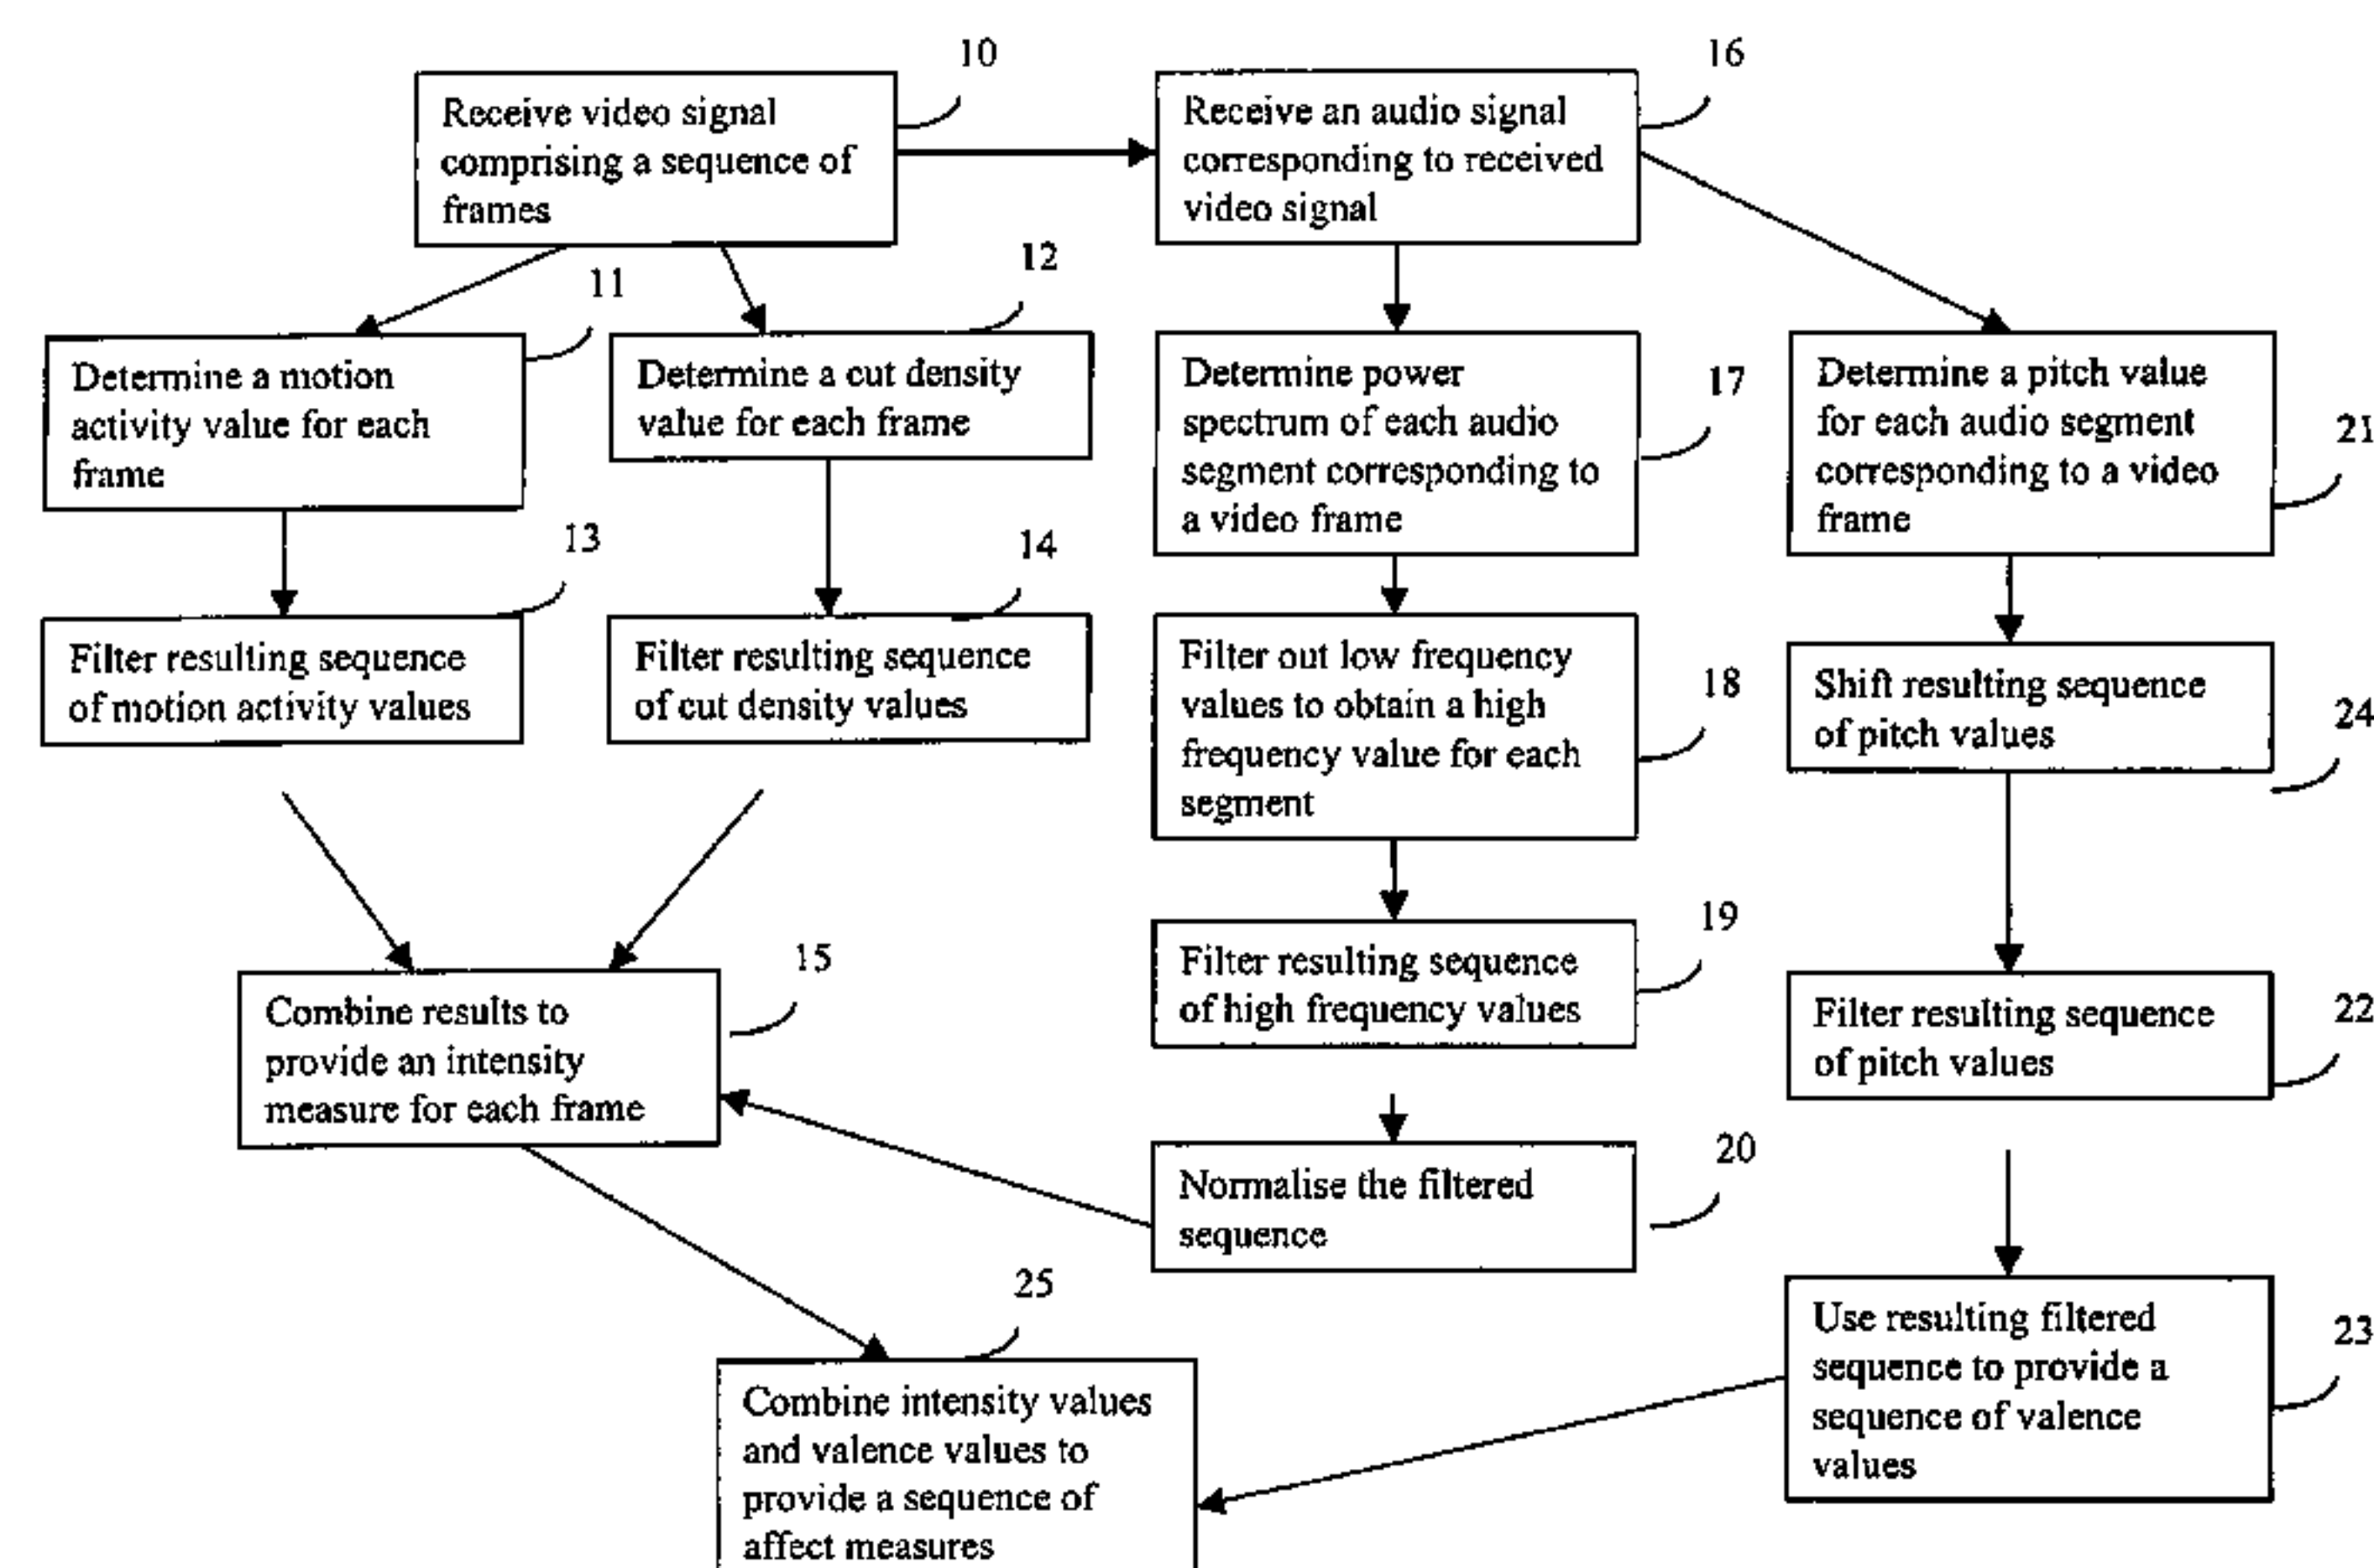 10
Receive video signal
comprising a sequence of
frames
16
Receive an audio signal
corresponding to received
video signal
11
Determine a motion
activity value for each
frame
12
Determine a cut density
value for each frame
17
Determine power
spectrum of each audio
segment corresponding to
a video frame
21
Determine a pitch value
for each audio segment
corresponding to a video
frame
13
Filter resulting sequence
of motion activity values
14
Filter resulting sequence
of cut density values
18
Filter out low frequency
values to obtain a high
frequency value for each
segment
24
Shift resulting sequence
of pitch values
15
Combine results to
provide an intensity
measure for each frame
19
Filter resulting sequence
of high frequency values
22
Filter resulting sequence
of pitch values
20
Normalise the filtered
sequence
25
Combine intensity values
and valence values to
provide a sequence of
affect measures
23
Use resulting filtered
sequence to provide a
sequence of valence
values